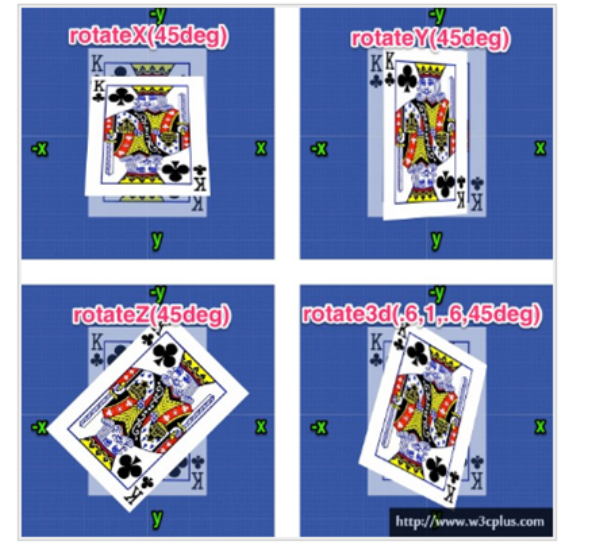 -y
rotateX(45deg)
K
K
-x
x
K
K
y
-y
rotateY(45deg)
K
K
-x
x
K
K
y
-y
rotateZ(45deg)
K
-x
x
K
K
y
-y
rotate3d(.6,1,.6,45deg)
K
K
-x
x
K
K
http://www.w3cplus.com